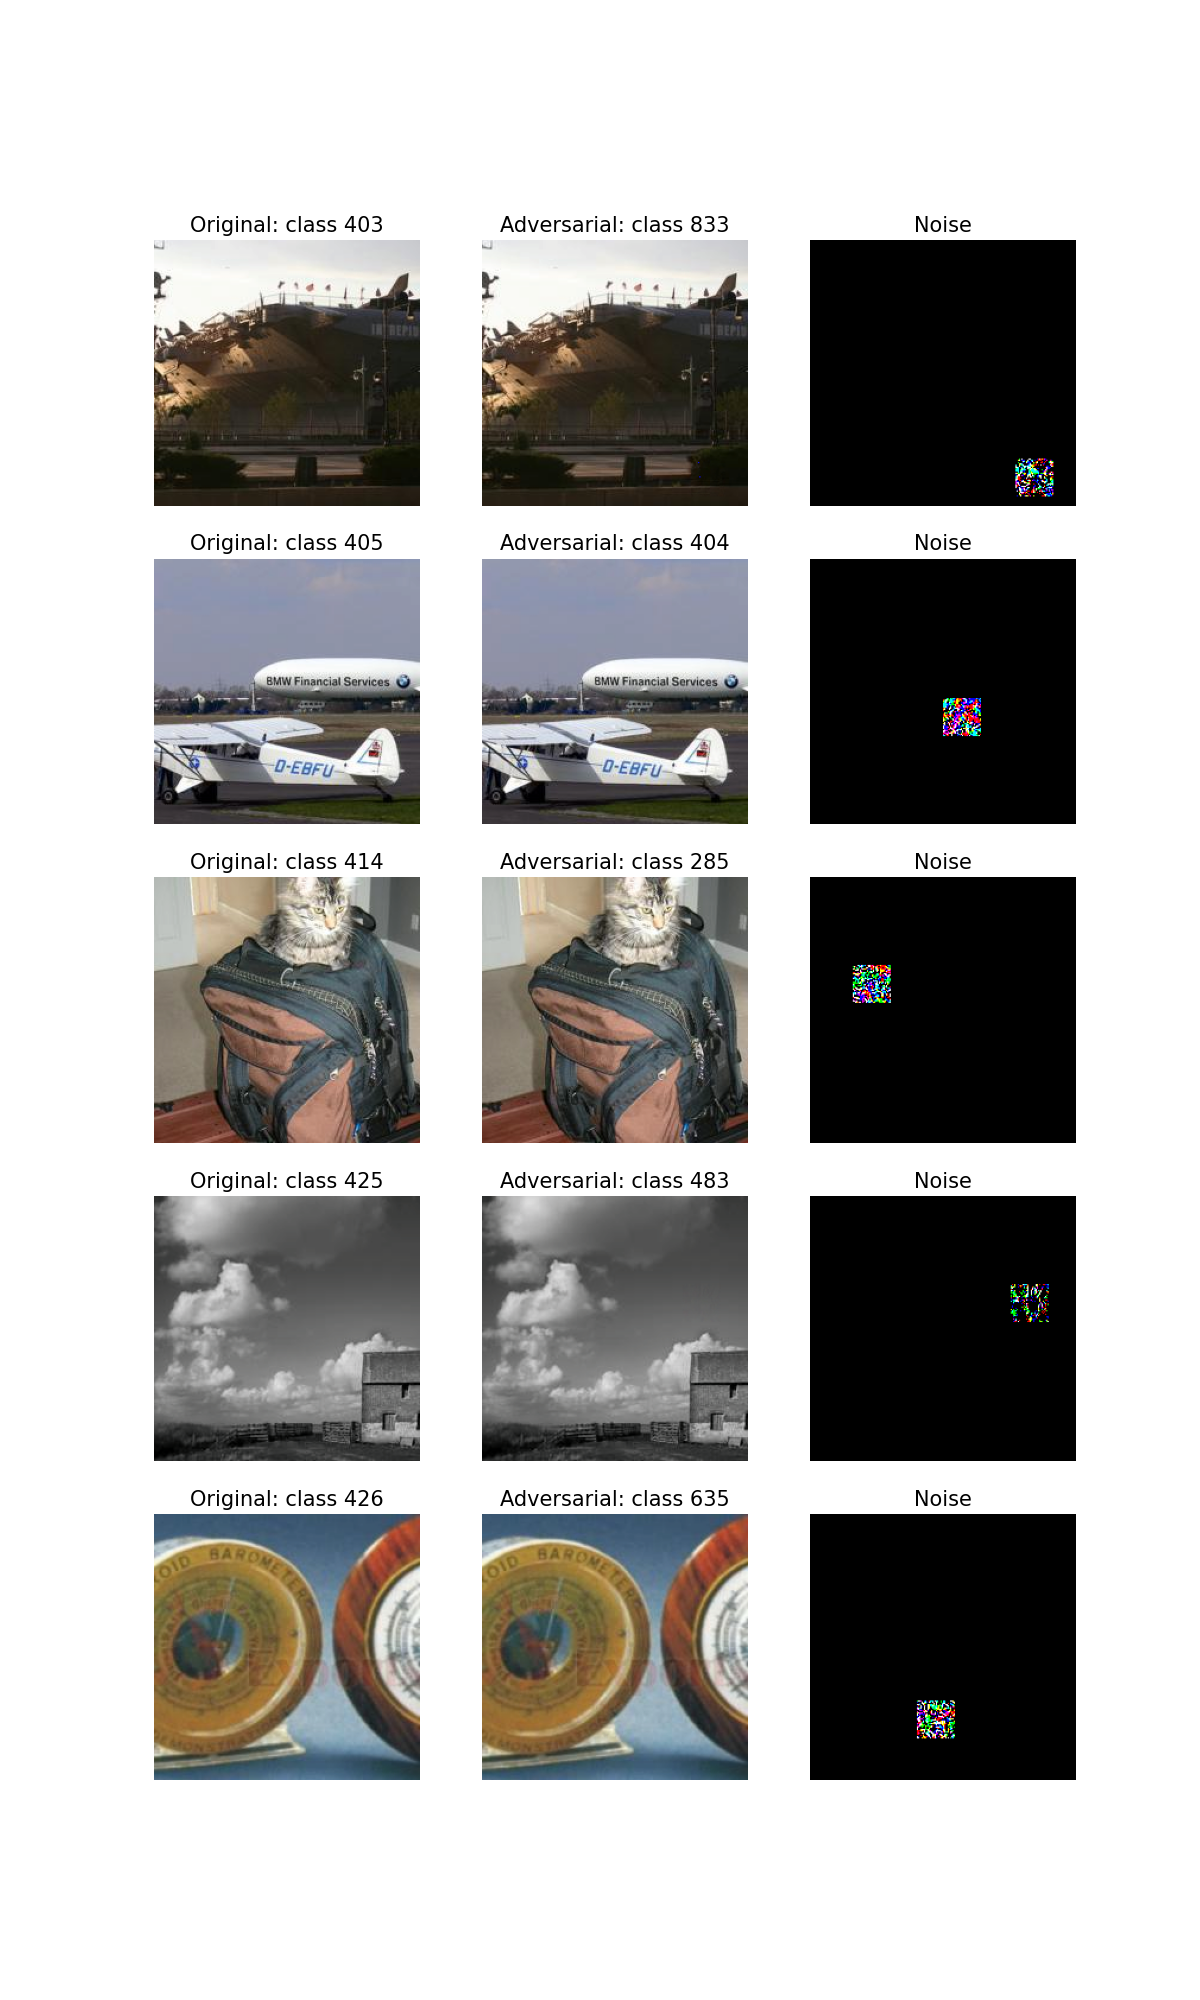 Original: class 403 Adversarial: class 833 Noise
INTREPID
Original: class 405 Adversarial: class 404 Noise
BMW Financial Services BMW Financial Services
D-EBFU D-EBFU
Original: class 414 Adversarial: class 285 Noise
Original: class 425 Adversarial: class 483 Noise
Original: class 426 Adversarial: class 635 Noise
OID BAROMETER OID BAROMETER